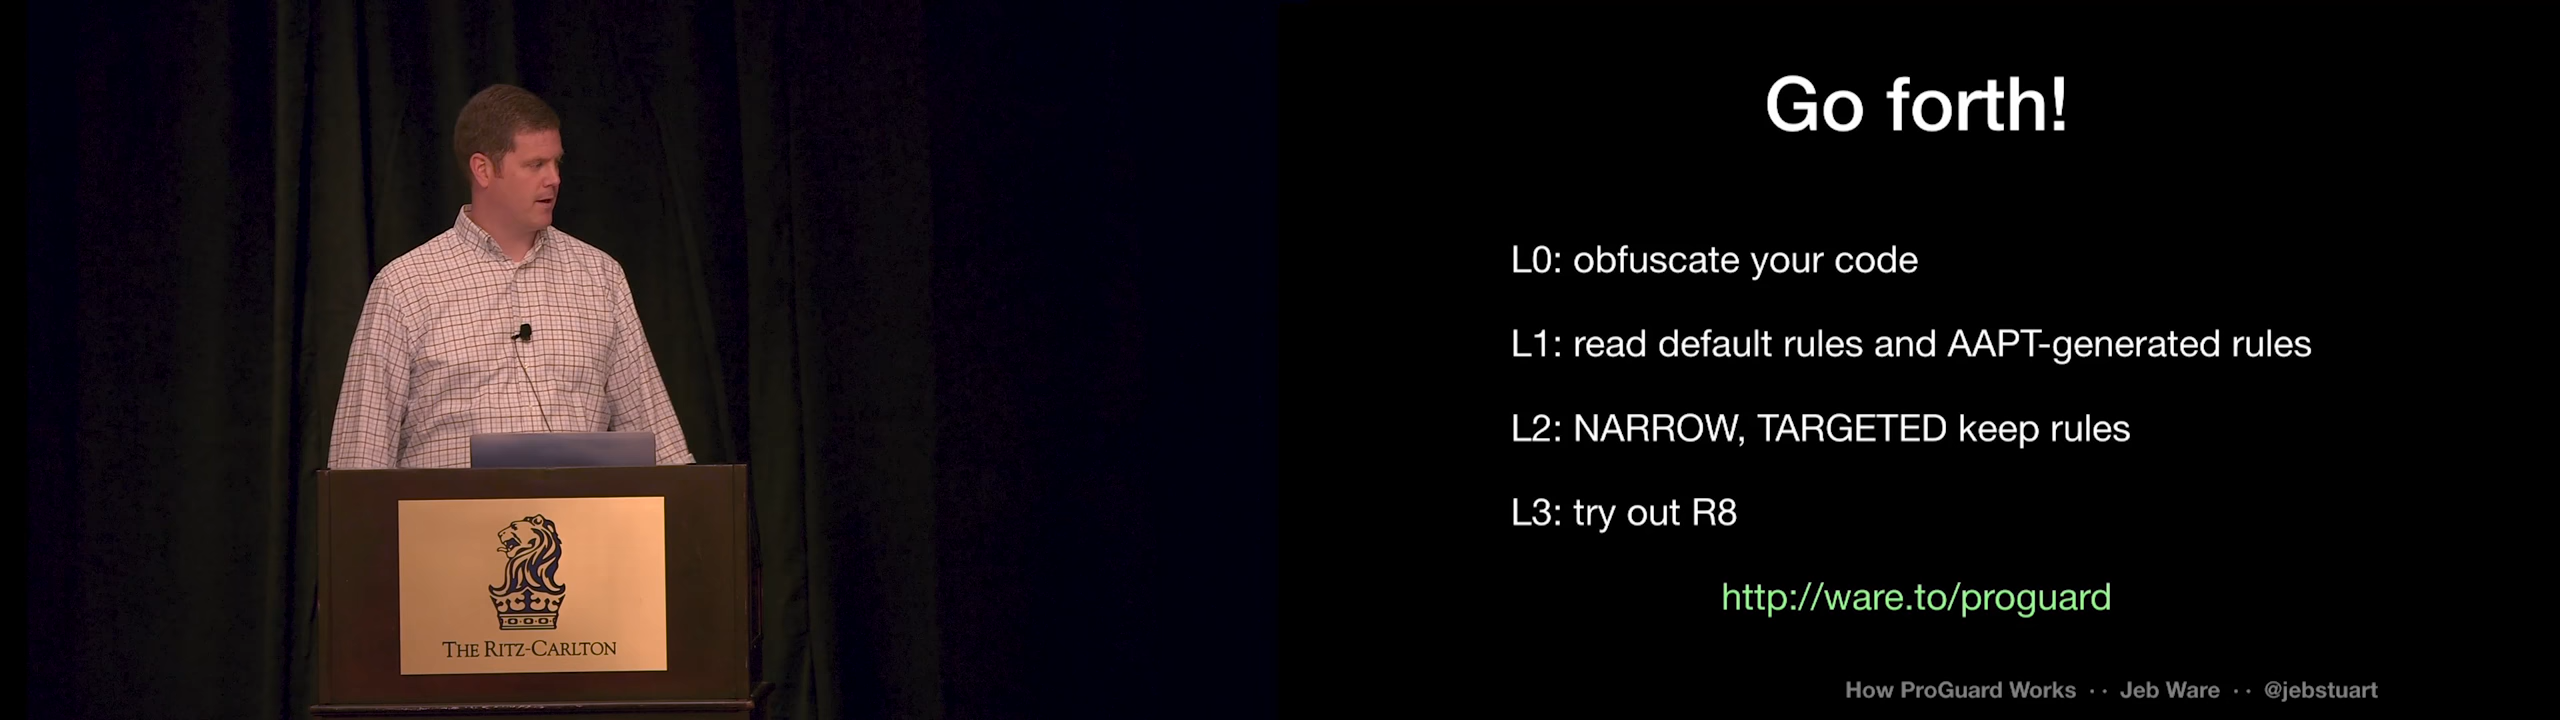 THE RITZ-CARLTON
Go forth!
L0: obfuscate your code
L1: read default rules and AAPT-generated rules
L2: NARROW, TARGETED keep rules
L3: try out R8
http://ware.to/proguard
How ProGuard Works ·· Jeb Ware ·· @jebstuart